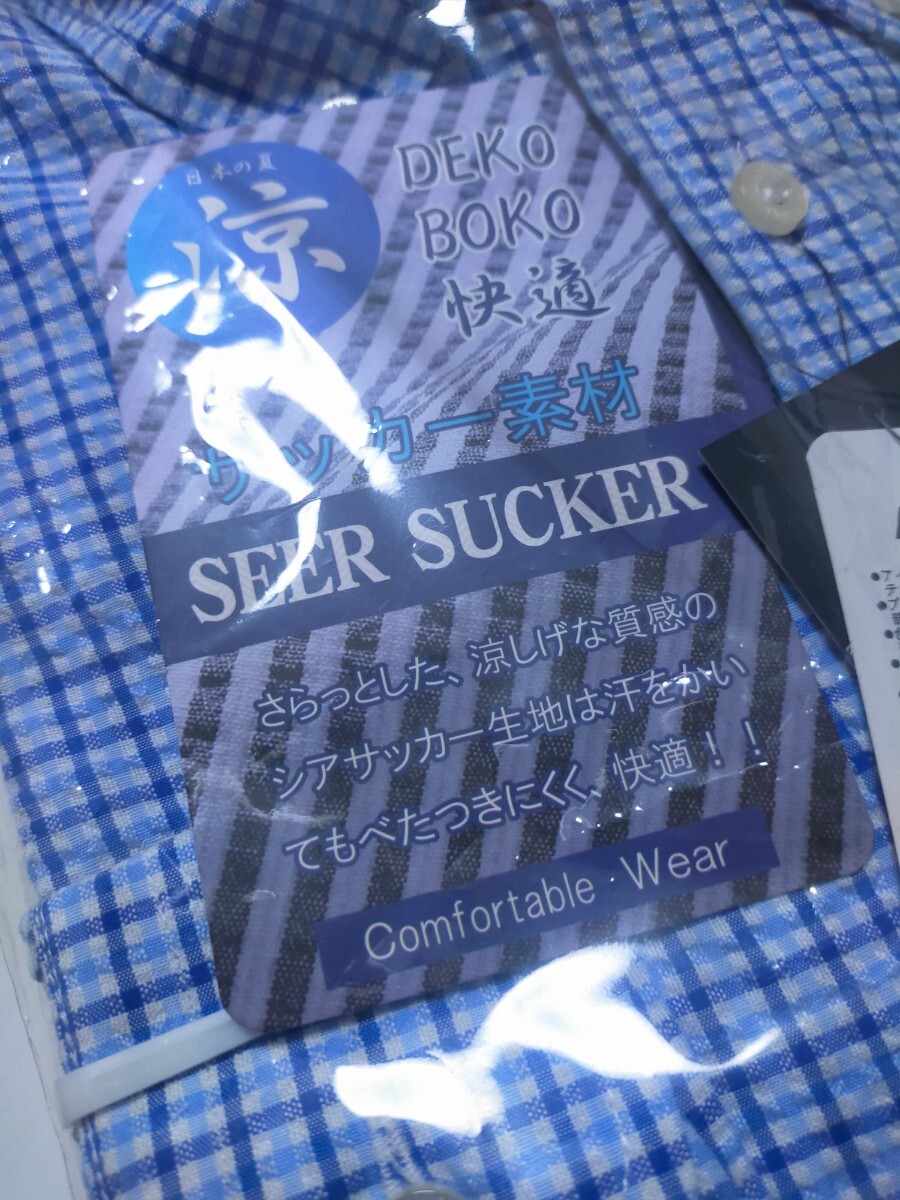 日本の夏
涼
DEKO
BOKO
快適
サッカー素材
SEER SUCKER
さらっとした、涼しげな質感の
シアサッカー生地は汗をかい
てもべたつきにくく、快適！！
Comfortable Wear